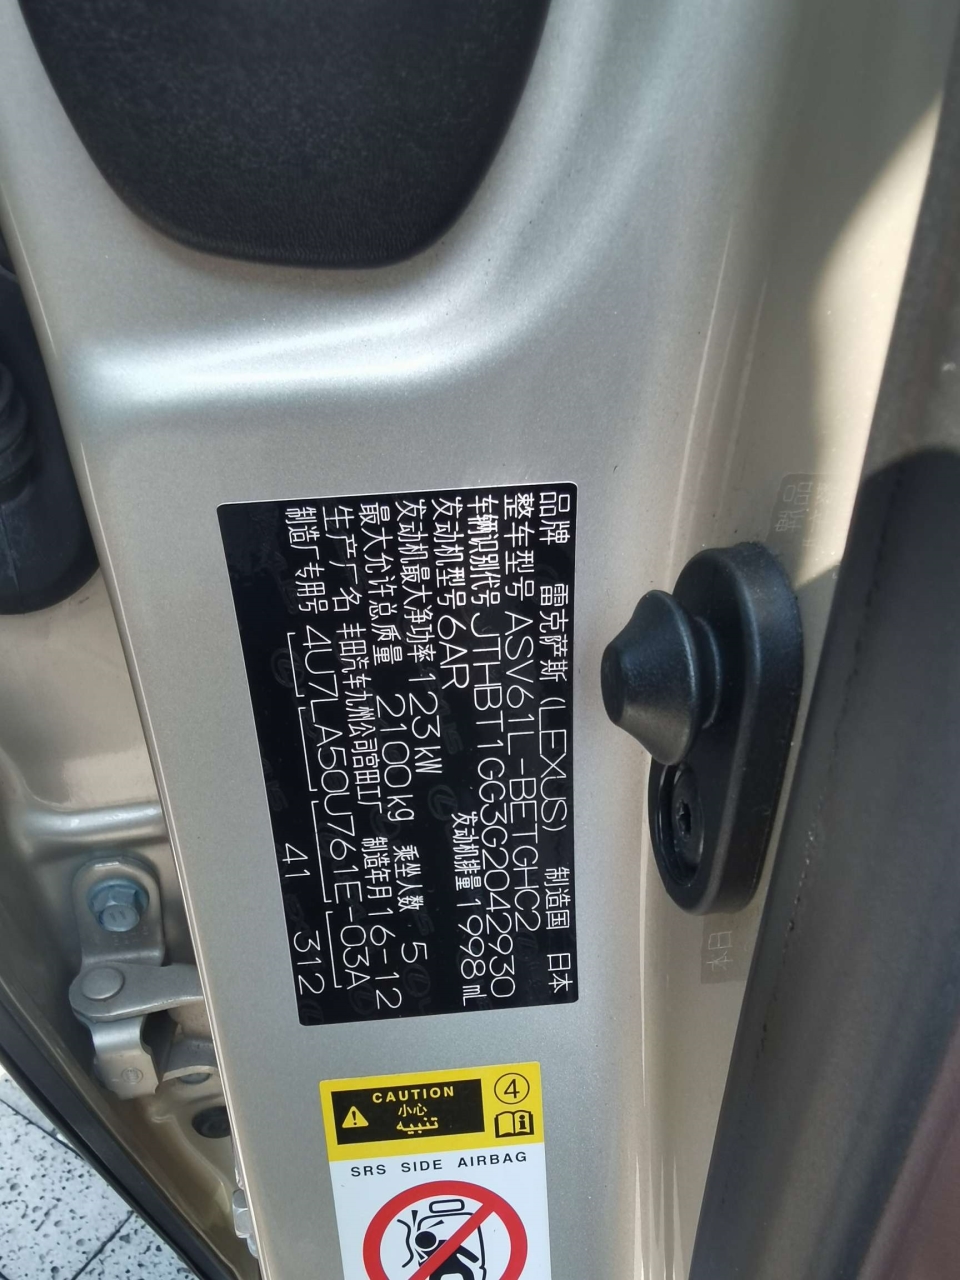 品牌 雷克萨斯 (LEXUS) 制造国 日本
整车型号 ASV61L-BETGHC2
车辆识别代号 JTHBT1GG3G2042930
发动机型号 6AR 发动机排量 1998 mL
发动机最大净功率 123 kW
最大允许总质量 2100 kg 乘坐人数 5
生产厂名 丰田汽车九州公司宫田工厂 制造年月 16-12
制造厂专用号 4U7LA50U761E-03A
41 312
CAUTION
小心
تنبيه
4
SRS SIDE AIRBAG